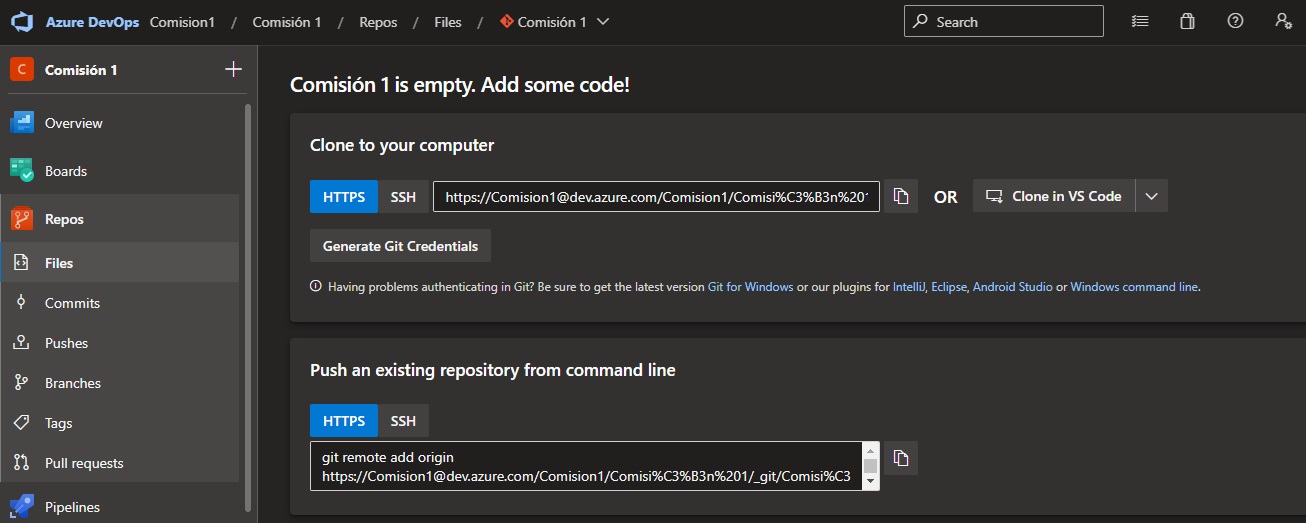 Azure DevOps Comision1 / Comisión 1 / Repos / Files / Comisión 1
Search
C Comisión 1
Overview
Boards
Repos
Files
Commits
Pushes
Branches
Tags
Pull requests
Pipelines
Comisión 1 is empty. Add some code!
Clone to your computer
HTTPS SSH https://Comision1@dev.azure.com/Comision1/Comisi%C3%B3n%201 OR Clone in VS Code
Generate Git Credentials
Having problems authenticating in Git? Be sure to get the latest version Git for Windows or our plugins for IntelliJ, Eclipse, Android Studio or Windows command line.
Push an existing repository from command line
HTTPS SSH
git remote add origin
https://Comision1@dev.azure.com/Comision1/Comisi%C3%B3n%201/_git/Comisi%C3